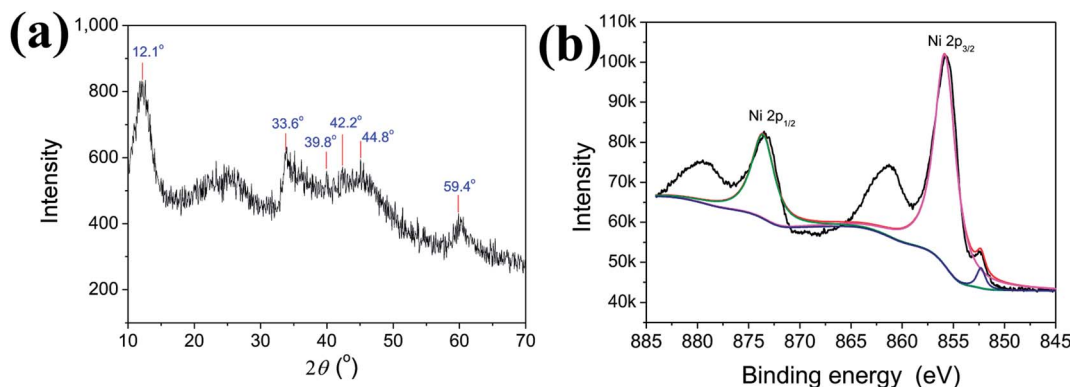 (a)
1,000
800
600
400
200
Intensity
12.1°
33.6°
39.8°
42.2°
44.8°
59.4°
10 20 30 40 50 60 70
2θ (°)
(b)
110k
100k
90k
80k
70k
60k
50k
40k
Intensity
Ni 2p3/2
Ni 2p1/2
885 880 875 870 865 860 855 850 845
Binding energy (eV)